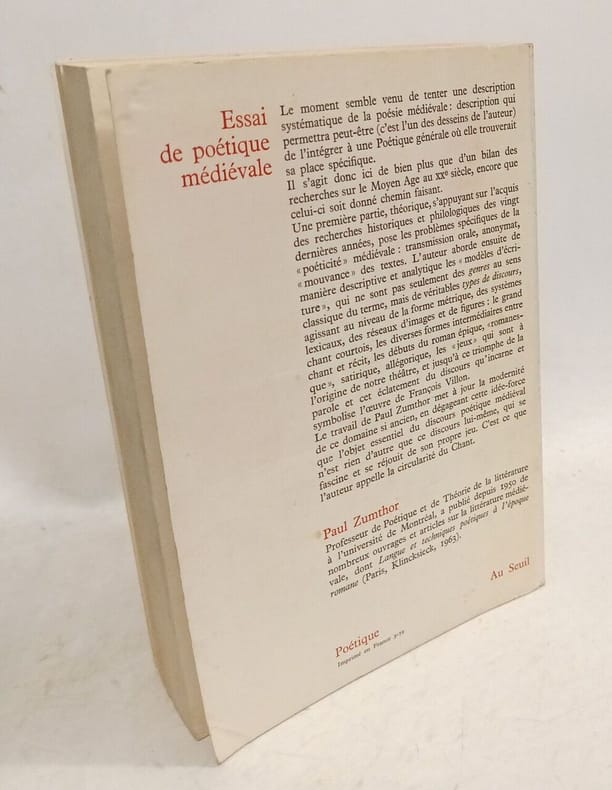 Essai
de poétique
médiévale
Le moment semble venu de tenter une description
systématique de la poésie médiévale : description qui
permettra peut-être (c'est l'un des desseins de l'auteur)
de l'intégrer à une Poétique générale où elle trouverait
sa place spécifique.
Il s'agit donc ici de bien plus que d'un bilan des
recherches sur le Moyen Age au XXe siècle, encore que
celui-ci soit donné chemin faisant.
Une première partie, théorique, s'appuyant sur l'acquis
des recherches historiques et philologiques des vingt
dernières années, pose les problèmes spécifiques de la
« poéticité » médiévale : transmission orale, anonymat,
« mouvance » des textes. L'auteur aborde ensuite de
manière descriptive et analytique les « modèles d'écri-
ture », qui ne sont pas seulement des genres au sens
classique du terme, mais de véritables types de discours,
agissant au niveau de la forme métrique, des systèmes
lexicaux, des réseaux d'images et de figures : le grand
chant courtois, les diverses formes intermédiaires entre
chant et récit, les débuts du roman épique, « romanes-
que », satirique, allégorique, les « jeux » qui sont à
l'origine de notre théâtre, et jusqu'à ce triomphe de la
parole et cet éclatement du discours qu'incarne et
symbolise l'œuvre de François Villon.
Le travail de Paul Zumthor met à jour la modernité
de ce domaine si ancien, en dégageant cette idée-force
que l'objet essentiel du discours poétique médiéval
n'est rien d'autre que ce discours lui-même, qui se
fascine et se réjouit de son propre jeu. C'est ce que
l'auteur appelle la circularité du Chant.
Paul Zumthor
Professeur de Poétique et de Théorie de la littérature
à l'université de Montréal, a publié depuis 1950 de
nombreux ouvrages et articles sur la littérature médié-
vale, dont Langue et techniques poétiques à l'époque
romane (Paris, Klincksieck, 1963).
Au Seuil
Poétique
Imprimé en France 3-72